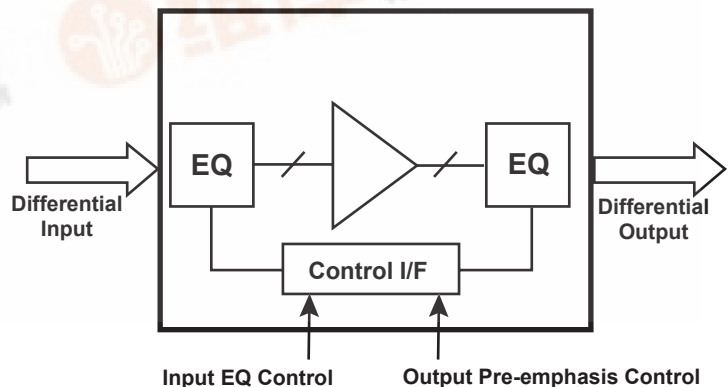 EQ
EQ
Differential
Input
Differential
Output
Control I/F
Input EQ Control
Output Pre-emphasis Control